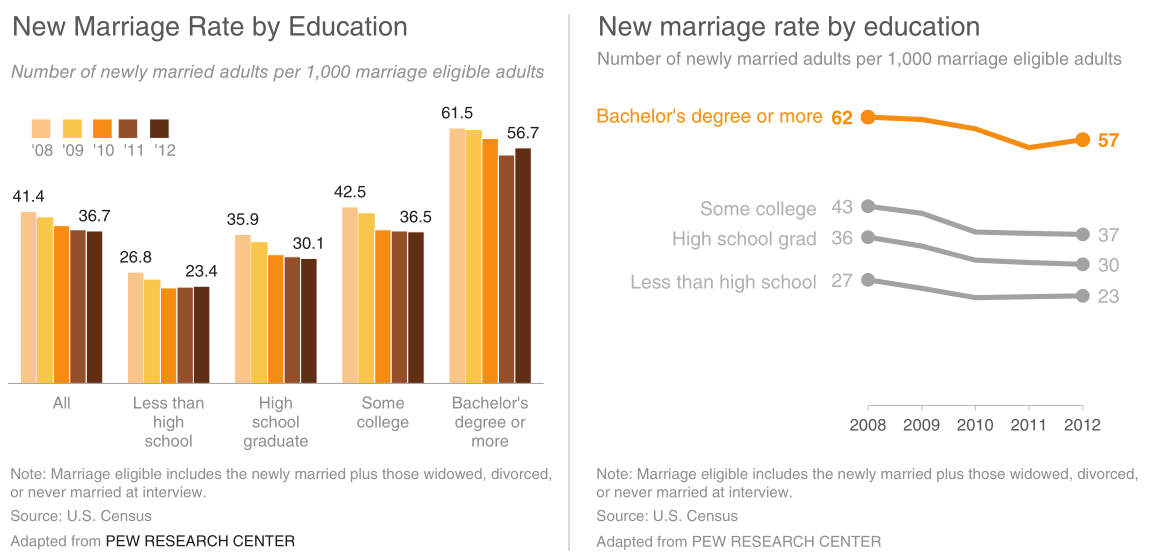 New Marriage Rate by Education
Number of newly married adults per 1,000 marriage eligible adults
'08 '09 '10 '11 '12
41.4 36.7
26.8 23.4
35.9 30.1
42.5 36.5
61.5 56.7
All
Less than
high
school
High
school
graduate
Some
college
Bachelor's
degree or
more
Note: Marriage eligible includes the newly married plus those widowed, divorced,
or never married at interview.
Source: U.S. Census
Adapted from PEW RESEARCH CENTER
New marriage rate by education
Number of newly married adults per 1,000 marriage eligible adults
Bachelor's degree or more 62 57
Some college 43 37
High school grad 36 30
Less than high school 27 23
2008 2009 2010 2011 2012
Note: Marriage eligible includes the newly married plus those widowed, divorced,
or never married at interview.
Source: U.S. Census
Adapted from PEW RESEARCH CENTER